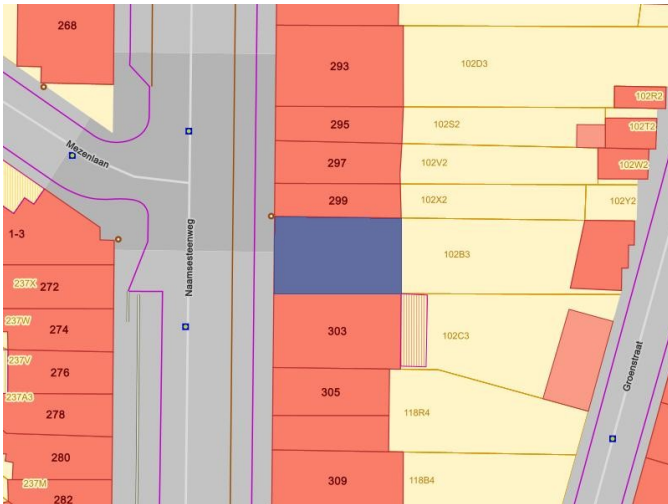 268
293
102D3
102R2
295
102S2
102T2
Mezenlaan
297
102V2
102W2
299
102X2
102Y2
1-3
102B3
Naamsesteenweg
237X
272
237W
274
303
102C3
Groenstraat
237V
276
237A3
278
305
118R4
280
237M
282
309
118B4